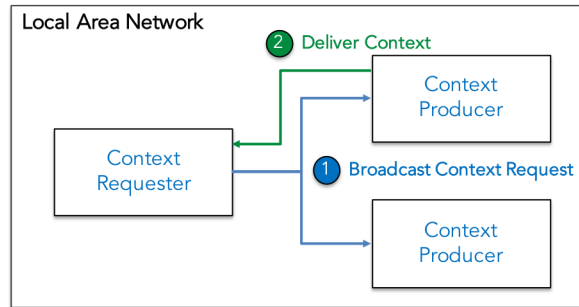 Local Area Network
2 Deliver Context
Context
Producer
Context
Requester
1 Broadcast Context Request
Context
Producer